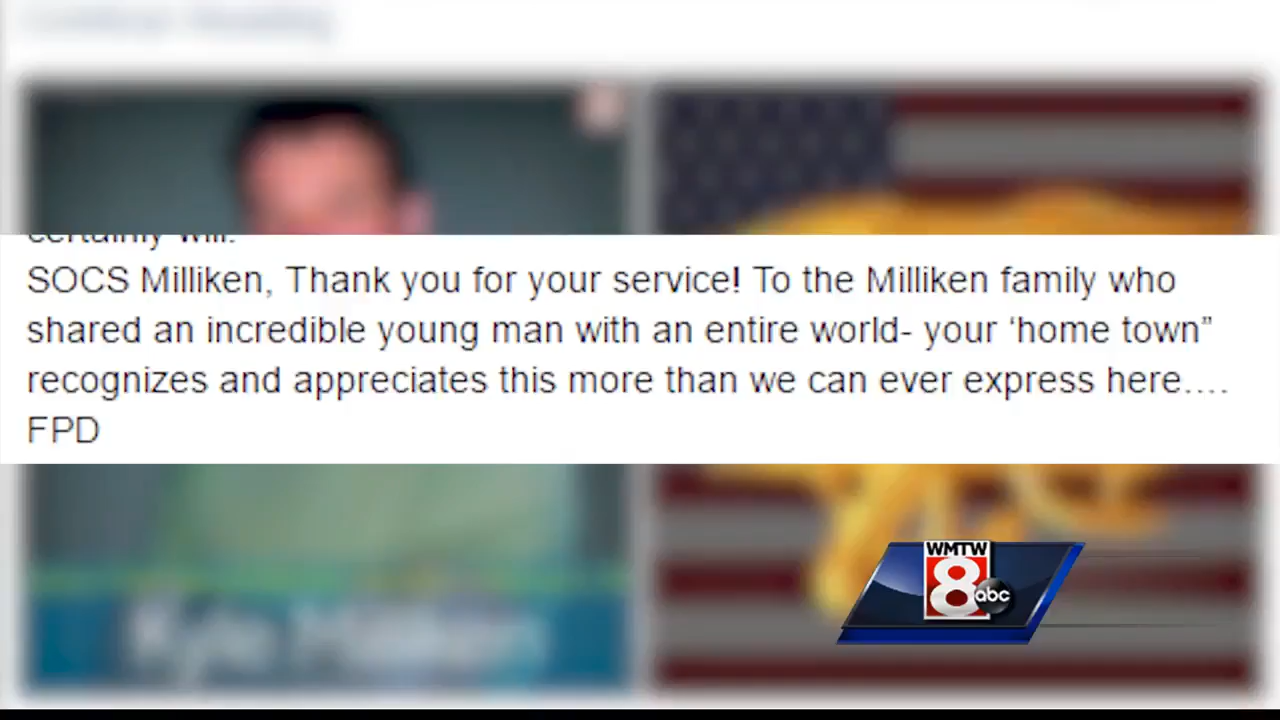 certainly will.
SOCS Milliken, Thank you for your service! To the Milliken family who
shared an incredible young man with an entire world- your ‘home town”
recognizes and appreciates this more than we can ever express here....
FPD
WMTW
8
abc